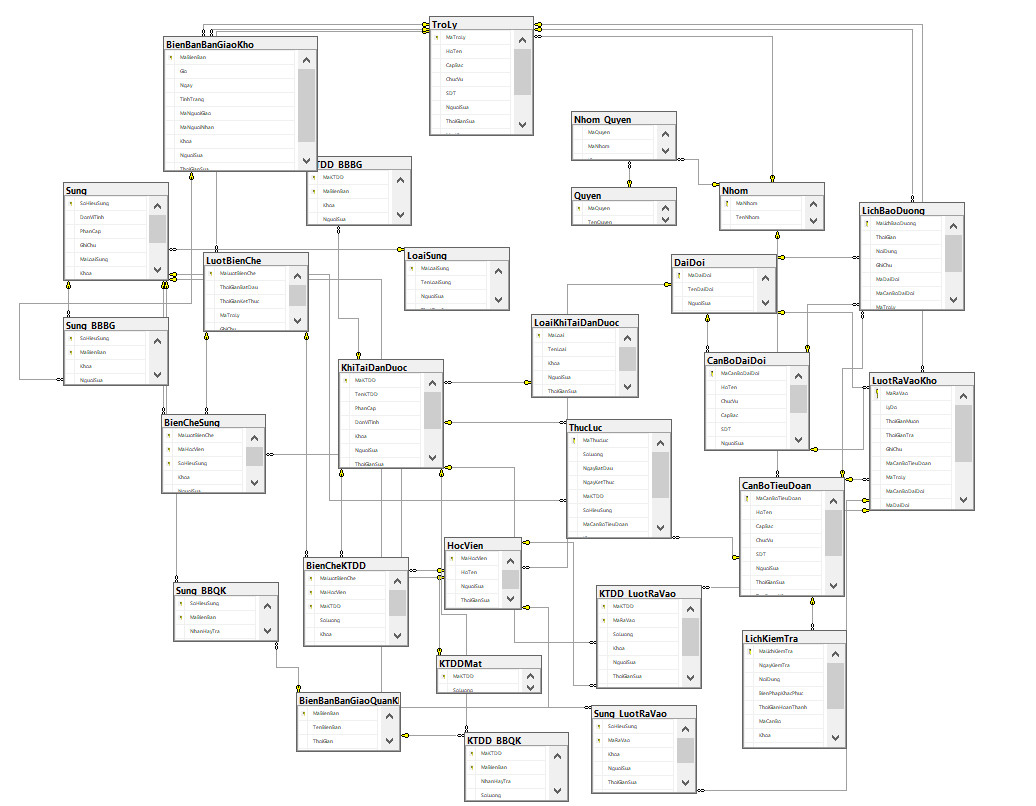 TroLy
MaTroLy
HoTen
CapBac
ChucVu
SDT
NguoiSua
ThoiGianSua
BienBanBanGiaoKho
MaBienBan
Gio
Ngay
TinhTrang
MaNguoiGiao
MaNguoiNhan
Khoa
NguoiSua
ThoiGianSua
TDD_BBBG
MaKTDD
MaBienBan
Khoa
NguoiSua
Nhom_Quyen
MaQuyen
MaNhom
Quyen
MaQuyen
TenQuyen
Nhom
MaNhom
TenNhom
Sung
SoHieuSung
DonViTinh
PhanCap
GhiChu
MaLoaiSung
Khoa
LichBaoDuong
MaLichBaoDuong
ThoiGian
NoiDung
GhiChu
MaDaiDoi
MaCanBoDaiDoi
MaTroLy
LuotBienChe
MaLuotBienChe
ThoiGianBatDau
ThoiGianKetThuc
MaTroLy
GhiChu
LoaiSung
MaLoaiSung
TenLoaiSung
NguoiSua
DaiDoi
MaDaiDoi
TenDaiDoi
NguoiSua
Sung_BBBG
SoHieuSung
MaBienBan
Khoa
NguoiSua
LoaiKhiTaiDanDuoc
MaLoai
TenLoai
Khoa
NguoiSua
ThoiGianSua
KhiTaiDanDuoc
MaKTDD
TenKTDD
PhanCap
DonViTinh
Khoa
NguoiSua
ThoiGianSua
CanBoDaiDoi
MaCanBoDaiDoi
HoTen
ChucVu
CapBac
SDT
NguoiSua
LuotRaVaoKho
MaRaVao
LyDo
ThoiGianMuon
ThoiGianTra
GhiChu
MaCanBoTieuDoan
MaTroLy
MaCanBoDaiDoi
MaDaiDoi
BienCheSung
MaLuotBienChe
MaHocVien
SoHieuSung
Khoa
NguoiSua
ThucLuc
MaThucLuc
SoLuong
NgayBatDau
NgayKetThuc
MaKTDD
SoHieuSung
MaCanBoTieuDoan
CanBoTieuDoan
MaCanBoTieuDoan
HoTen
CapBac
ChucVu
SDT
NguoiSua
ThoiGianSua
HocVien
MaHocVien
HoTen
NguoiSua
ThoiGianSua
BienCheKTDD
MaLuotBienChe
MaHocVien
MaKTDD
SoLuong
Khoa
Sung_BBQK
SoHieuSung
MaBienBan
NhanHayTra
KTDD_LuotRaVao
MaKTDD
MaRaVao
SoLuong
Khoa
NguoiSua
ThoiGianSua
LichKiemTra
MaLichKiemTra
NgayKiemTra
NoiDung
BienPhapKhacPhuc
ThoiGianHoanThanh
MaCanBo
Khoa
KTDDMat
MaKTDD
SoLuong
BienBanBanGiaoQuanK
MaBienBan
TenBienBan
ThoiGian
Sung_LuotRaVao
SoHieuSung
MaRaVao
Khoa
NguoiSua
ThoiGianSua
KTDD_BBQK
MaKTDD
MaBienBan
NhanHayTra
SoLuong